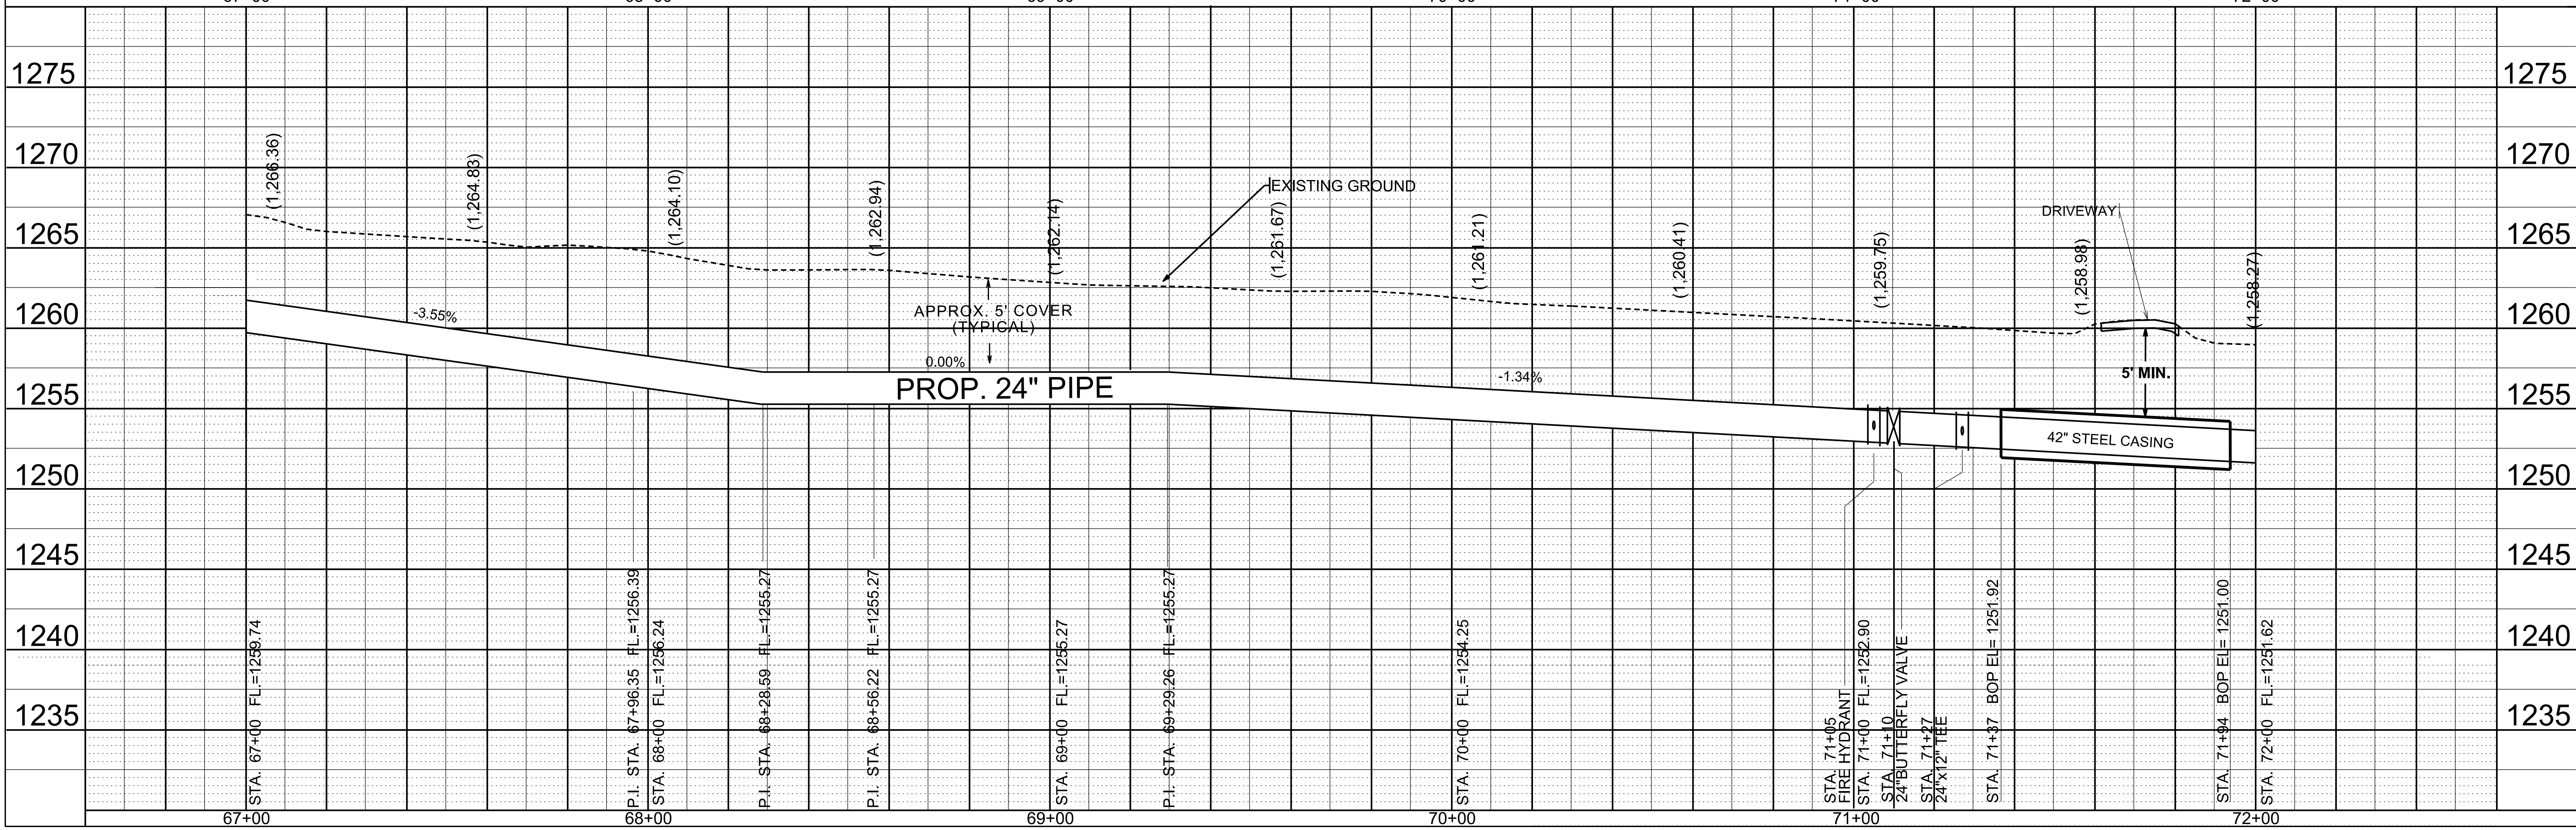 1275
1270
1265
1260
1255
1250
1245
1240
1235
1275
1270
1265
1260
1255
1250
1245
1240
1235
(1,266.36)
(1,264.83)
(1,264.10)
(1,262.94)
(1,262.14)
(1,261.67)
(1,261.21)
(1,260.41)
(1,259.75)
(1,258.98)
(1,258.27)
EXISTING GROUND
DRIVEWAY
APPROX. 5' COVER
(TYPICAL)
-3.55%
0.00%
-1.34%
PROP. 24" PIPE
5' MIN.
42" STEEL CASING
STA. 67+00 FL.=1259.74
P.I. STA. 67+96.35 FL.=1256.39
STA. 68+00 FL.=1256.24
P.I. STA. 68+28.59 FL.=1255.27
P.I. STA. 68+56.22 FL.=1255.27
STA. 69+00 FL.=1255.27
P.I. STA. 69+29.26 FL.=1255.27
STA. 70+00 FL.=1254.25
STA. 71+05
FIRE HYDRANT
STA. 71+00 FL.=1252.90
STA. 71+10
24"BUTTERFLY VALVE
STA. 71+27
24"x12" TEE
STA. 71+37 BOP EL= 1251.92
STA. 71+94 BOP EL= 1251.00
STA. 72+00 FL.=1251.62
67+00
68+00
69+00
70+00
71+00
72+00